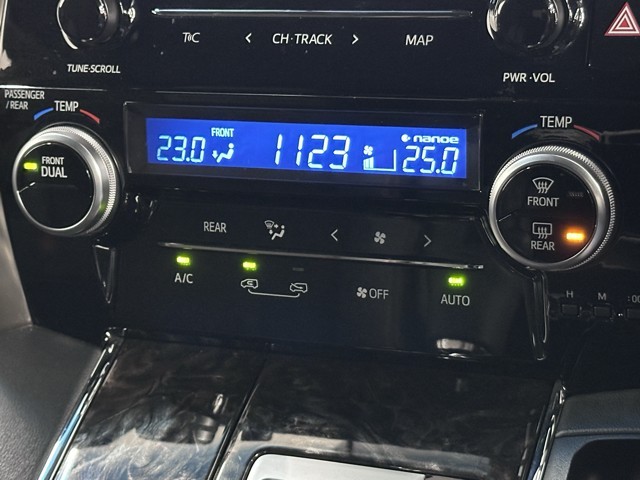 T&C
CH·TRACK
MAP
TUNE·SCROLL
PWR·VOL
PASSENGER
/REAR
TEMP
TEMP
FRONT
DUAL
23.0
FRONT
1123
nanoe
25.0
FRONT
REAR
REAR
A/C
OFF
AUTO
H
M
:00